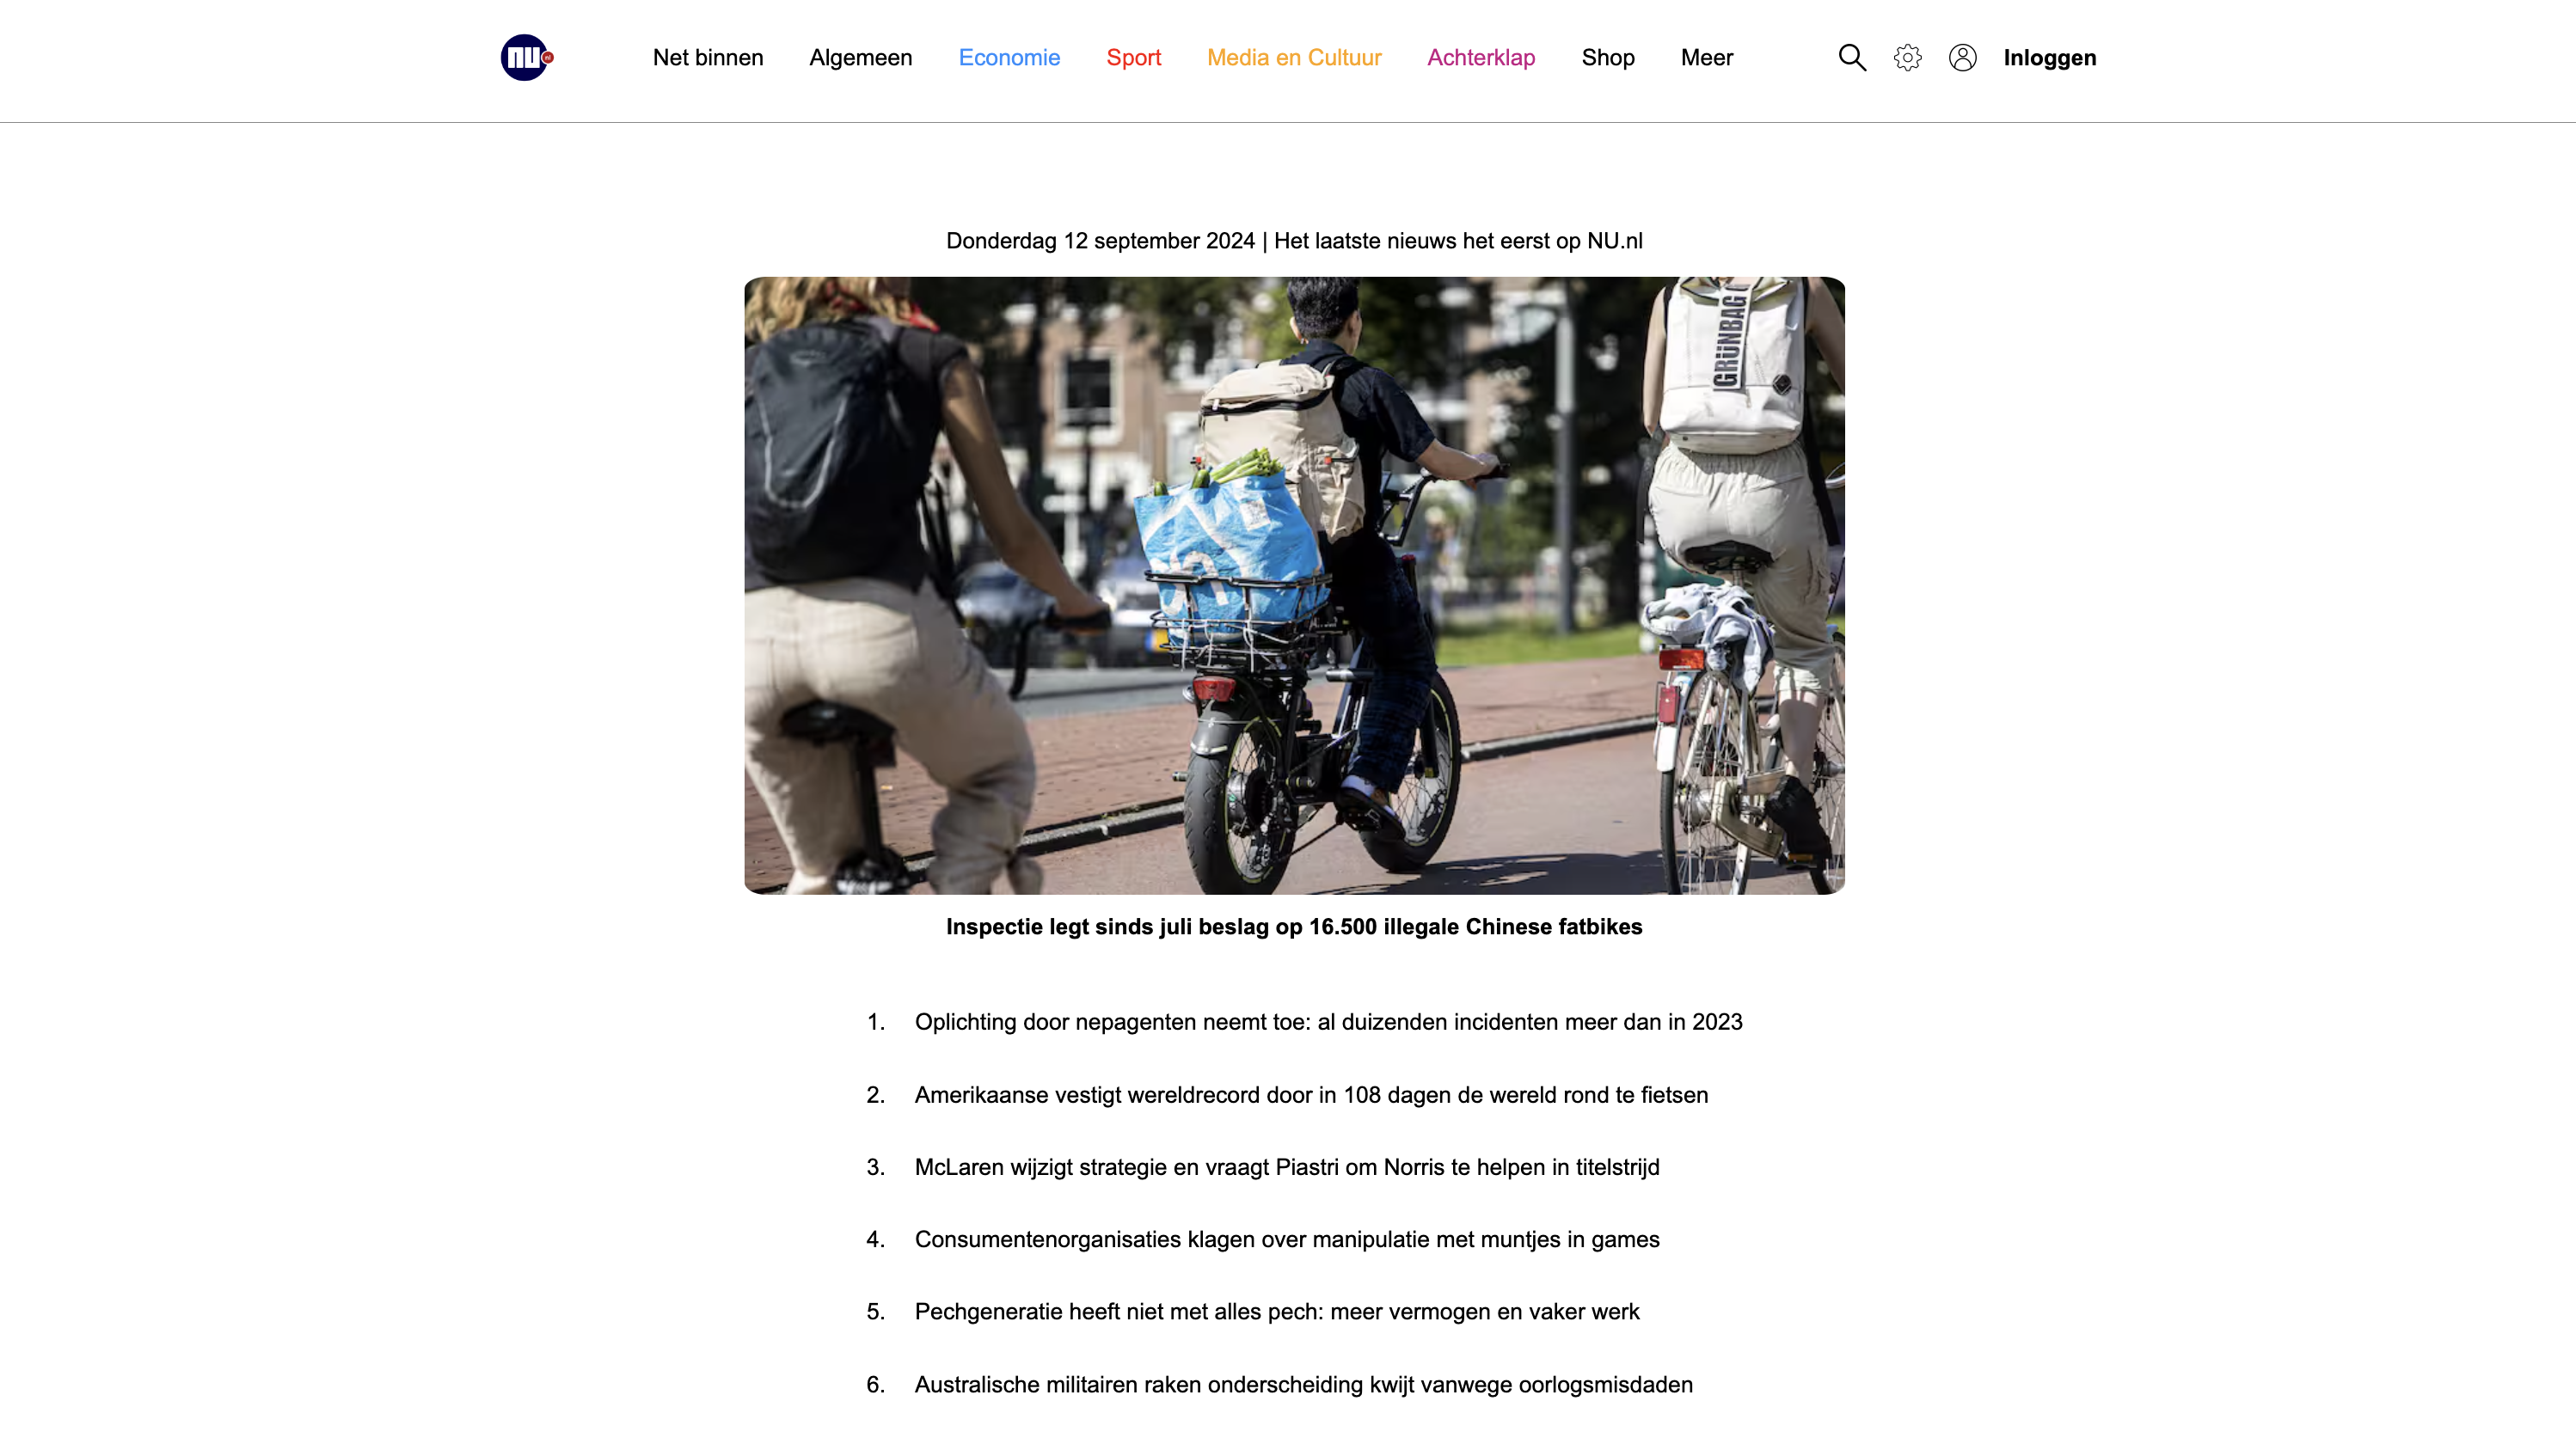 NU.nl
Net binnen Algemeen Economie Sport Media en Cultuur Achterklap Shop Meer Inloggen
Donderdag 12 september 2024 | Het laatste nieuws het eerst op NU.nl
GRÜNBAG
Inspectie legt sinds juli beslag op 16.500 illegale Chinese fatbikes
1. Oplichting door nepagenten neemt toe: al duizenden incidenten meer dan in 2023
2. Amerikaanse vestigt wereldrecord door in 108 dagen de wereld rond te fietsen
3. McLaren wijzigt strategie en vraagt Piastri om Norris te helpen in titelstrijd
4. Consumentenorganisaties klagen over manipulatie met muntjes in games
5. Pechgeneratie heeft niet met alles pech: meer vermogen en vaker werk
6. Australische militairen raken onderscheiding kwijt vanwege oorlogsmisdaden